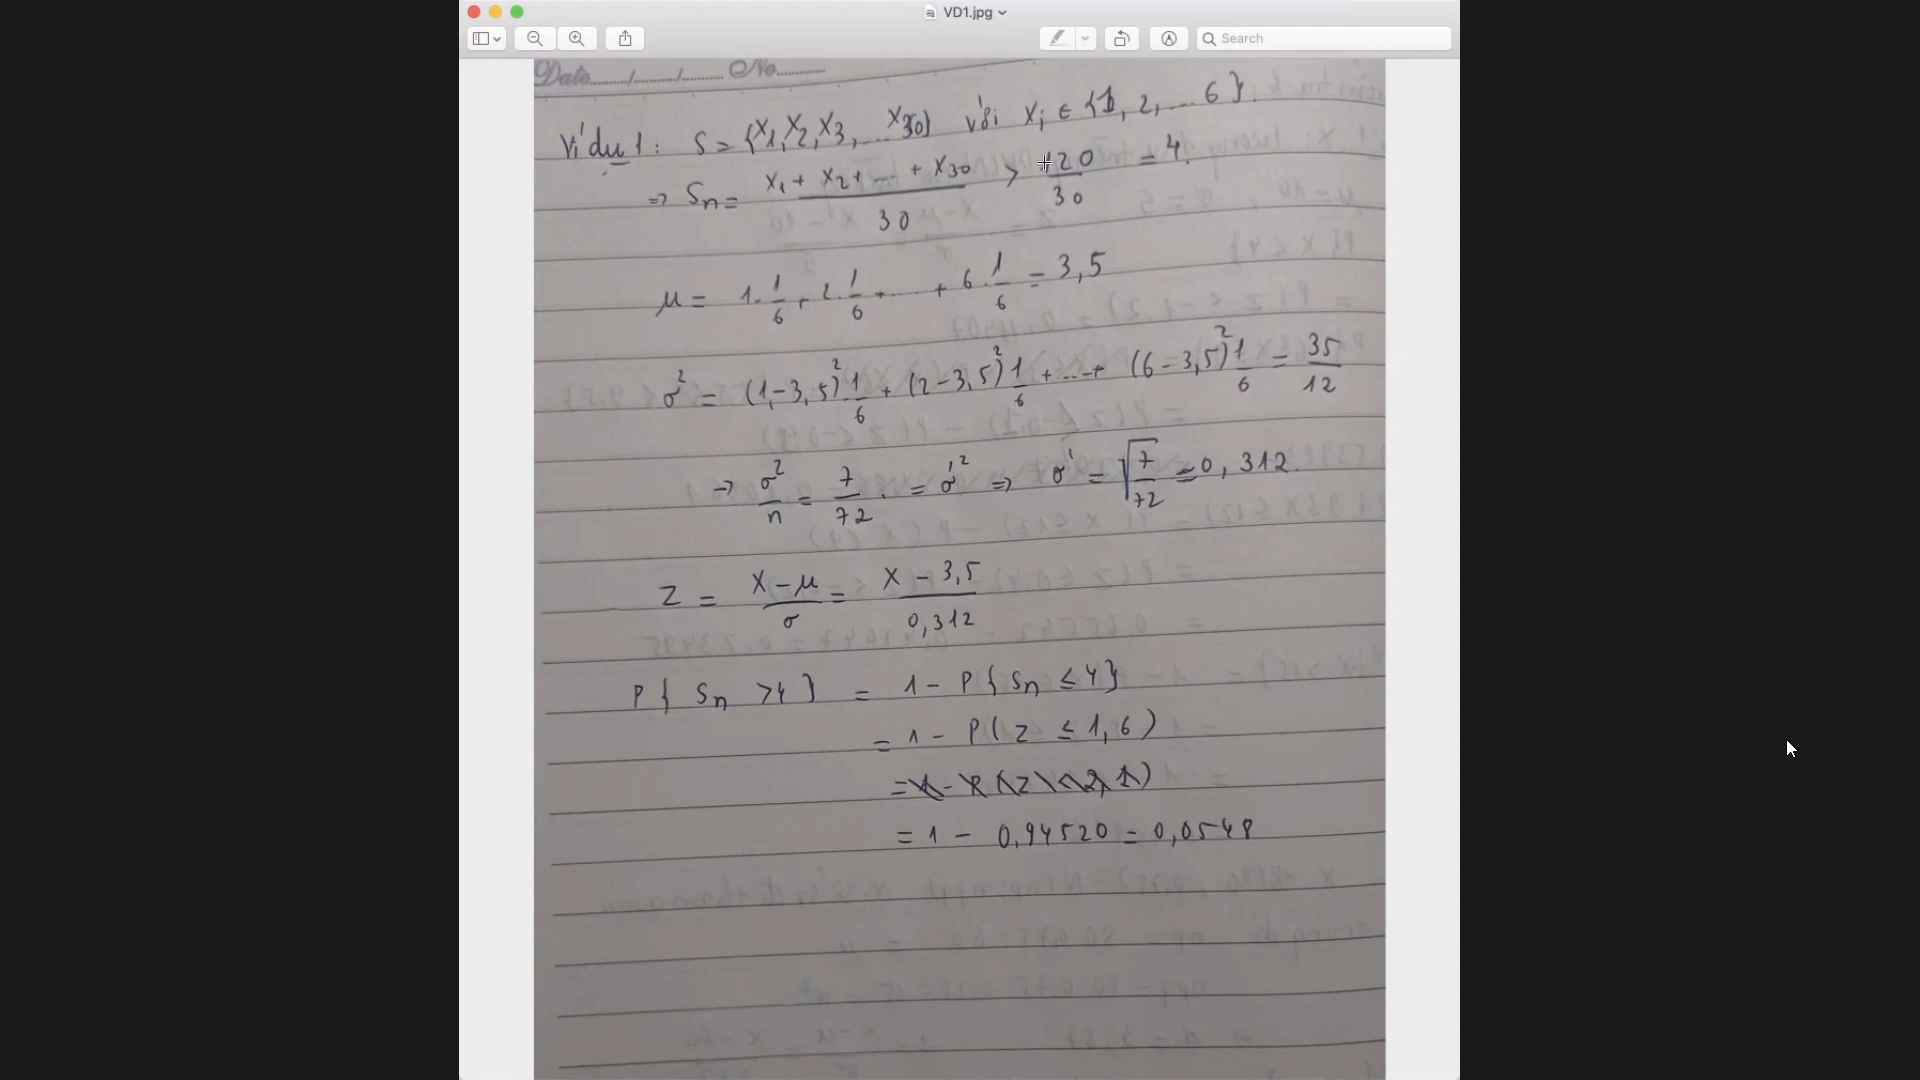 VD1.jpg
Search
Date........./........./......... No...........
Ví dụ 1: S = {X1, X2, X3, ... X30} với Xi ∈ {1, 2, ... 6}.
=> Sn = (X1 + X2 + ... + X30)/30 > 120/30 = 4.
μ = 1.1/6 + 2.1/6 + ... + 6.1/6 = 3,5
σ² = (1-3,5)² 1/6 + (2-3,5)² 1/6 + ... + (6-3,5)² 1/6 = 35/12
-> σ²/n = 7/72 . = σ'² => σ' = √(7/72) = 0,312.
Z = (X-μ)/σ = (X - 3,5)/0,312
P{ Sn >4 } = 1 - P{ Sn ≤ 4}
= 1 - P( Z ≤ 1,6 )
= 1 - 0,94520 = 0,0548